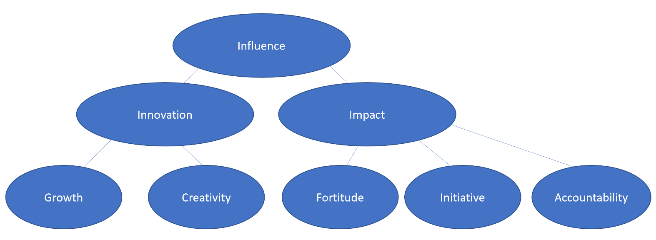 Influence
Innovation
Impact
Growth
Creativity
Fortitude
Initiative
Accountability